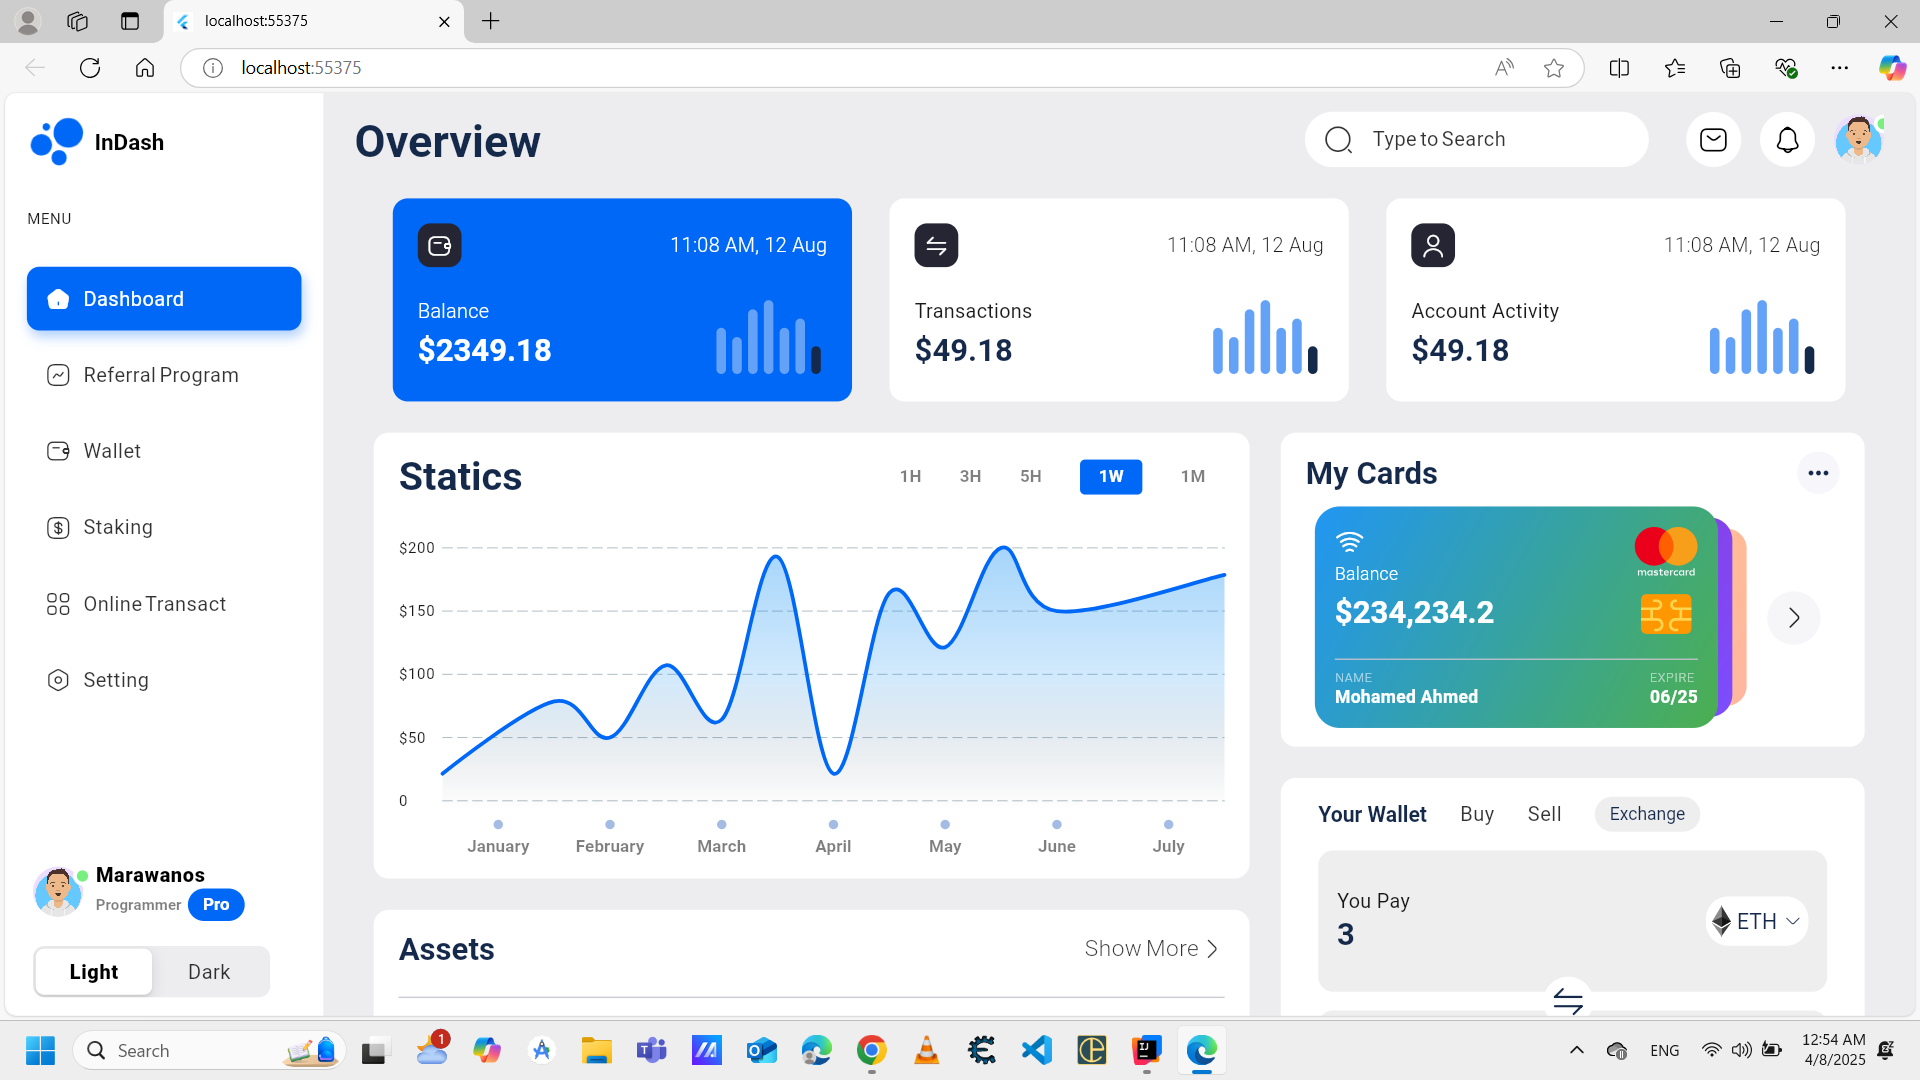 localhost:55375
localhost:55375
InDash
MENU
Dashboard
Referral Program
Wallet
Staking
Online Transact
Setting
Marawanos
Programmer Pro
Light Dark
Overview
Type to Search
11:08 AM, 12 Aug
Balance
$2349.18
11:08 AM, 12 Aug
Transactions
$49.18
11:08 AM, 12 Aug
Account Activity
$49.18
Statics
1H 3H 5H 1W 1M
$200
$150
$100
$50
0
January February March April May June July
Assets
Show More
My Cards
Balance
mastercard
$234,234.2
NAME EXPIRE
Mohamed Ahmed 06/25
Your Wallet Buy Sell Exchange
You Pay
3
ETH
Search
1
ENG
12:54 AM
4/8/2025